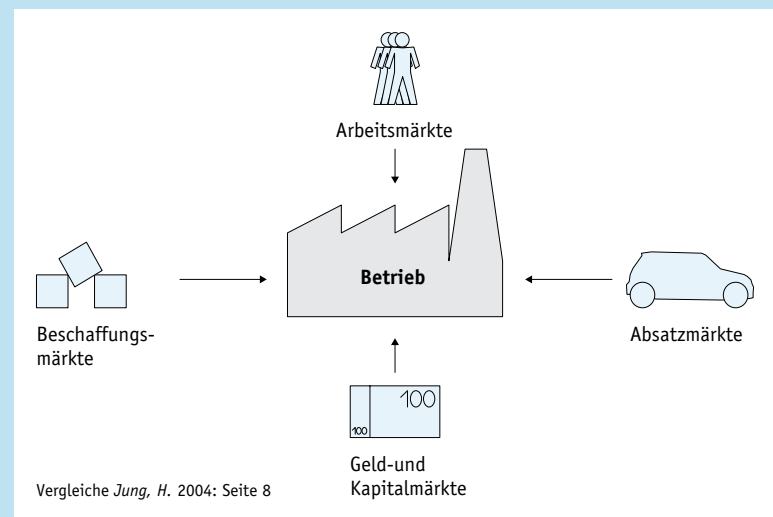 Arbeitsmärkte
Betrieb
Beschaffungs-
märkte
Absatzmärkte
100
100
Geld-und
Kapitalmärkte
Vergleiche Jung, H. 2004: Seite 8